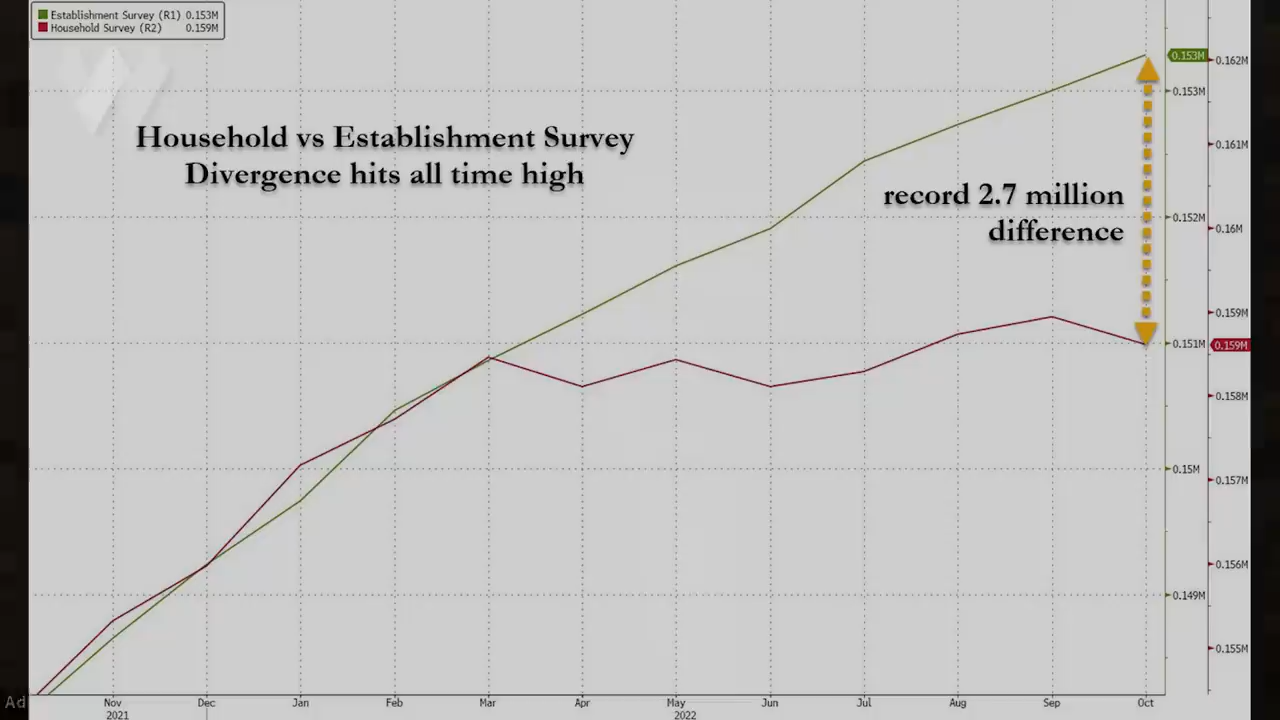 Establishment Survey (R1) 0.153M
Household Survey (R2) 0.159M
Household vs Establishment Survey
Divergence hits all time high
record 2.7 million
difference
0.153M
0.153M
0.152M
0.151M
0.15M
0.149M
0.162M
0.161M
0.16M
0.159M
0.159M
0.158M
0.157M
0.156M
0.155M
Ad
Nov Dec Jan Feb Mar Apr May Jun Jul Aug Sep Oct
2021 2022